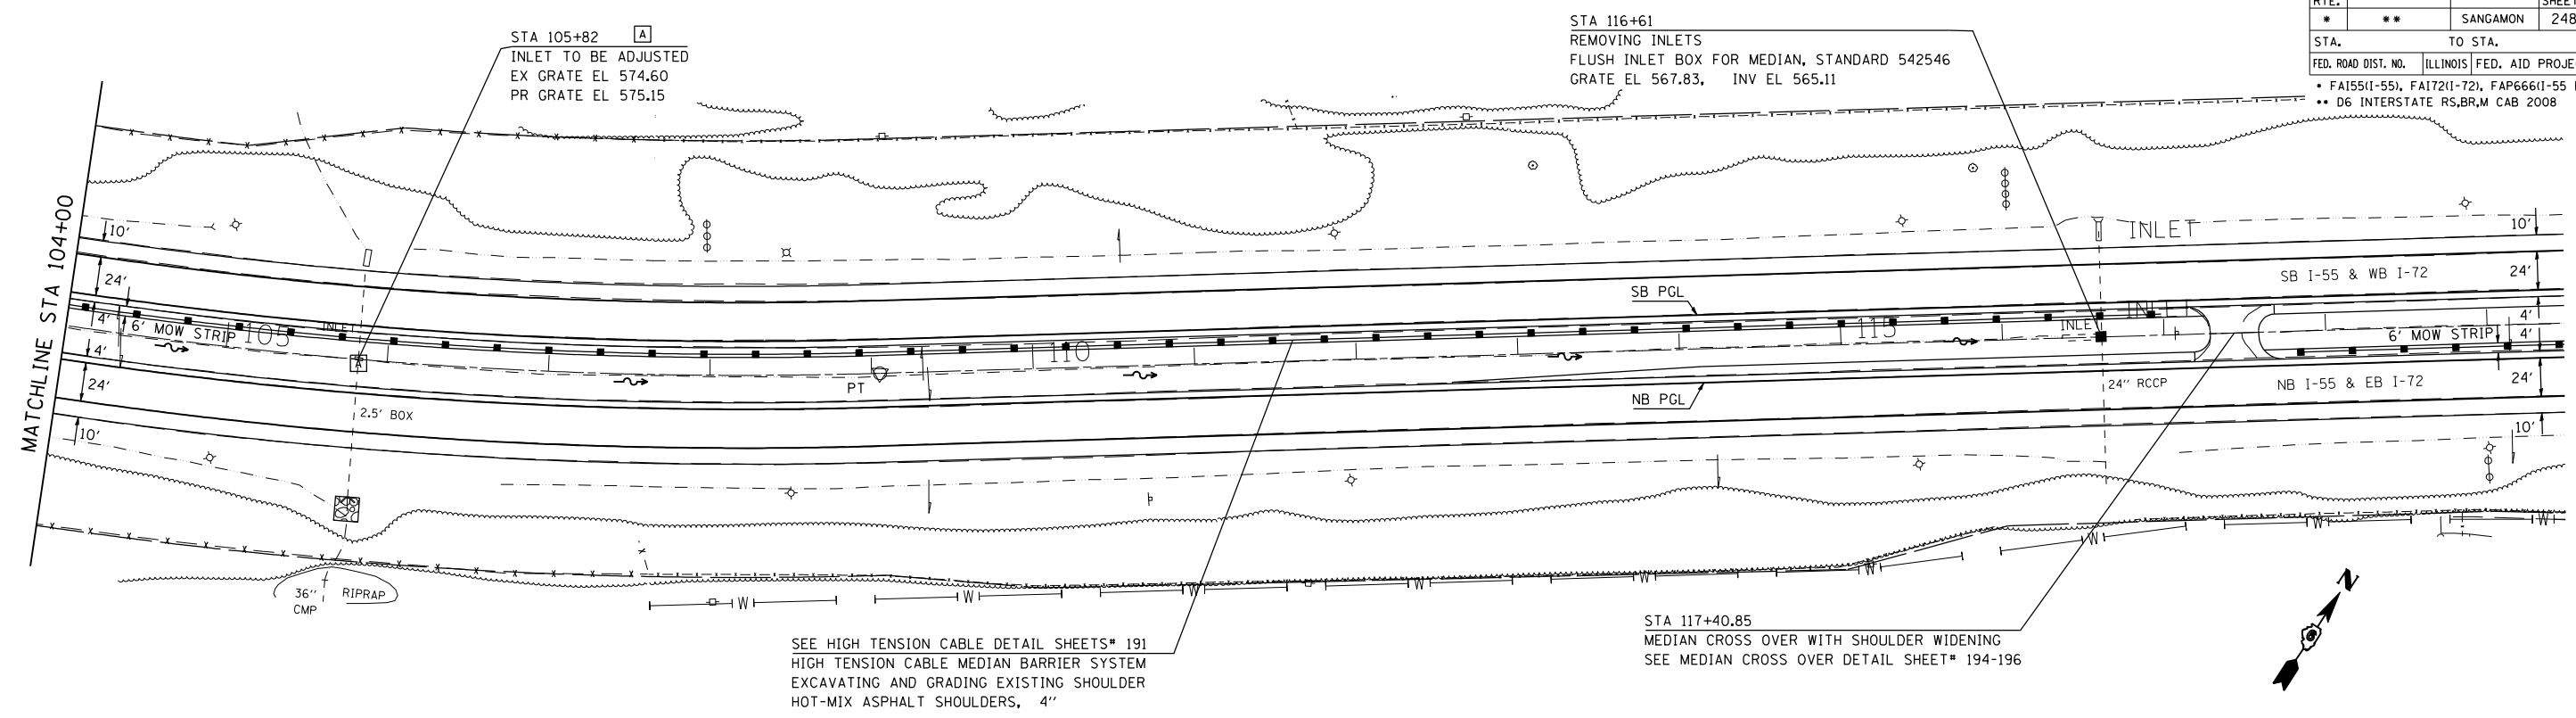 STA 105+82 A
INLET TO BE ADJUSTED
EX GRATE EL 574.60
PR GRATE EL 575.15
STA 116+61
REMOVING INLETS
FLUSH INLET BOX FOR MEDIAN, STANDARD 542546
GRATE EL 567.83, INV EL 565.11
RTE. SHEET
* ** SANGAMON 248
STA. TO STA.
FED. ROAD DIST. NO. ILLINOIS FED. AID
* FAI55(I-55), FAI72(I-72), FAP666(I-55
** D6 INTERSTATE RS,BR,M CAB 2008
MATCHLINE STA 104+00
10'
24'
4'
6' MOW STRIP
105
INLET
A
4'
24'
10'
2.5' BOX
36" CMP
RIPRAP
PT
110
SB PGL
NB PGL
115
INLET
INLET
INLET
24" RCCP
SB I-55 & WB I-72
NB I-55 & EB I-72
6' MOW STRIP
10'
24'
4'
4'
24'
10'
W W W W W W W W W
SEE HIGH TENSION CABLE DETAIL SHEETS# 191
HIGH TENSION CABLE MEDIAN BARRIER SYSTEM
EXCAVATING AND GRADING EXISTING SHOULDER
HOT-MIX ASPHALT SHOULDERS, 4"
STA 117+40.85
MEDIAN CROSS OVER WITH SHOULDER WIDENING
SEE MEDIAN CROSS OVER DETAIL SHEET# 194-196
N